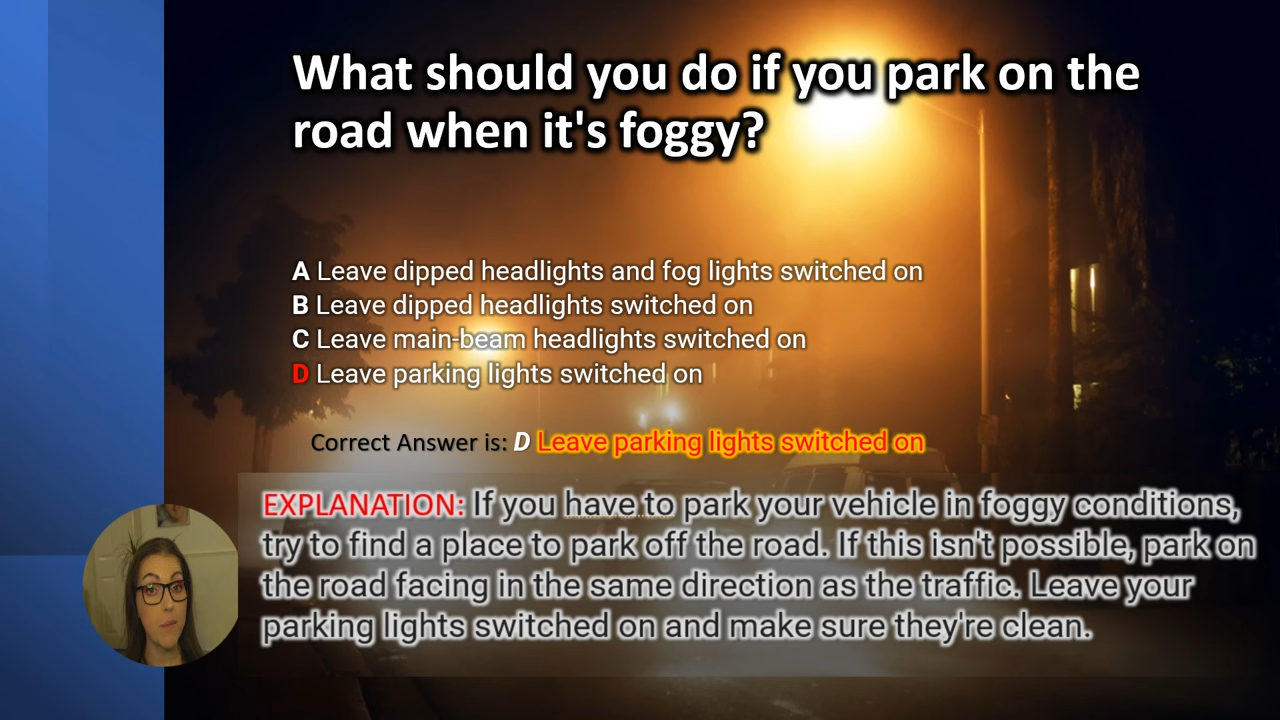 What should you do if you park on the
road when it's foggy?
A Leave dipped headlights and fog lights switched on
B Leave dipped headlights switched on
C Leave main-beam headlights switched on
D Leave parking lights switched on
Correct Answer is: D Leave parking lights switched on
EXPLANATION: If you have to park your vehicle in foggy conditions,
try to find a place to park off the road. If this isn't possible, park on
the road facing in the same direction as the traffic. Leave your
parking lights switched on and make sure they're clean.